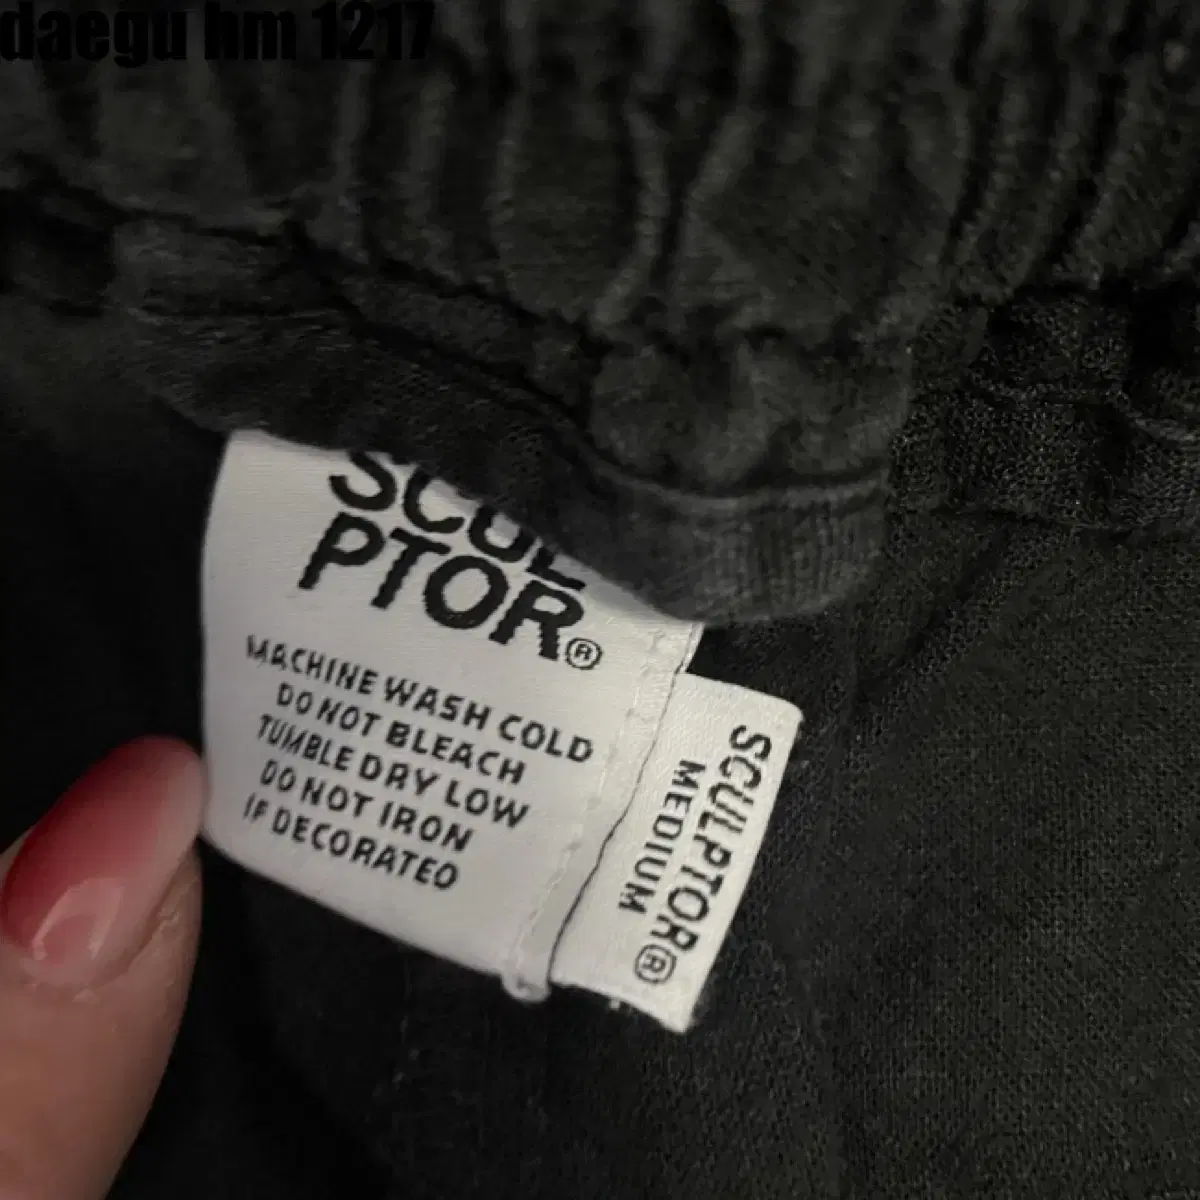 daegu hm 1217
SCUL
PTOR®
MACHINE WASH COLD
DO NOT BLEACH
TUMBLE DRY LOW
DO NOT IRON
IF DECORATED
SCULPTOR®
MEDIUM